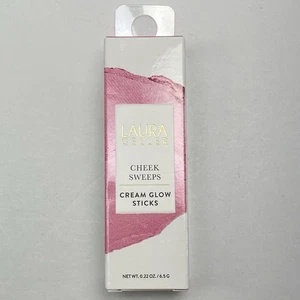 LAURA
GELLER
CHEEK
SWEEPS
CREAM GLOW
STICKS
NET WT. 0.22 OZ. / 6.5 G